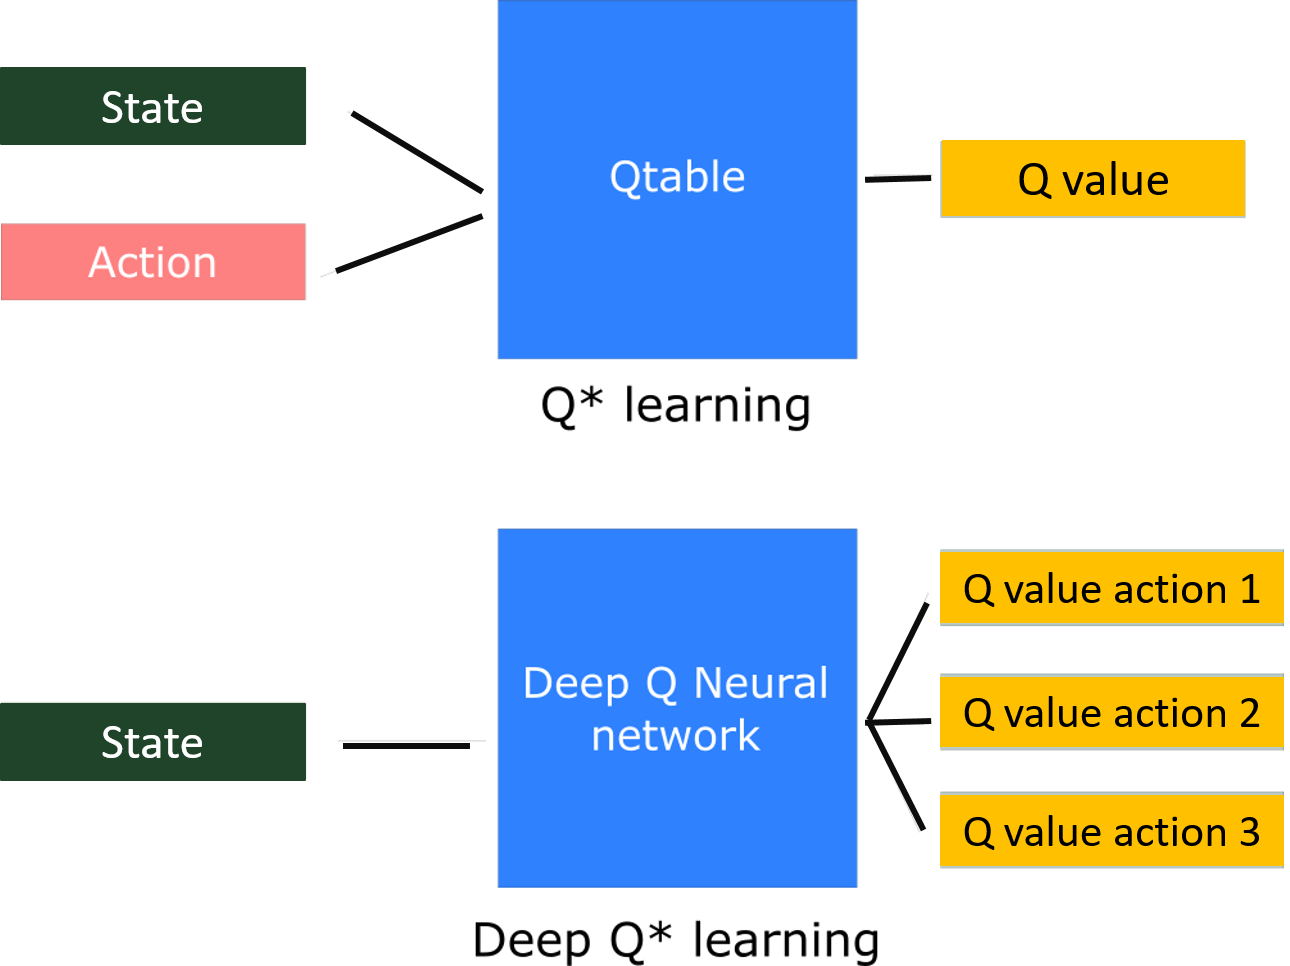 State
Action
Qtable
Q value
Q* learning
State
Deep Q Neural
network
Q value action 1
Q value action 2
Q value action 3
Deep Q* learning